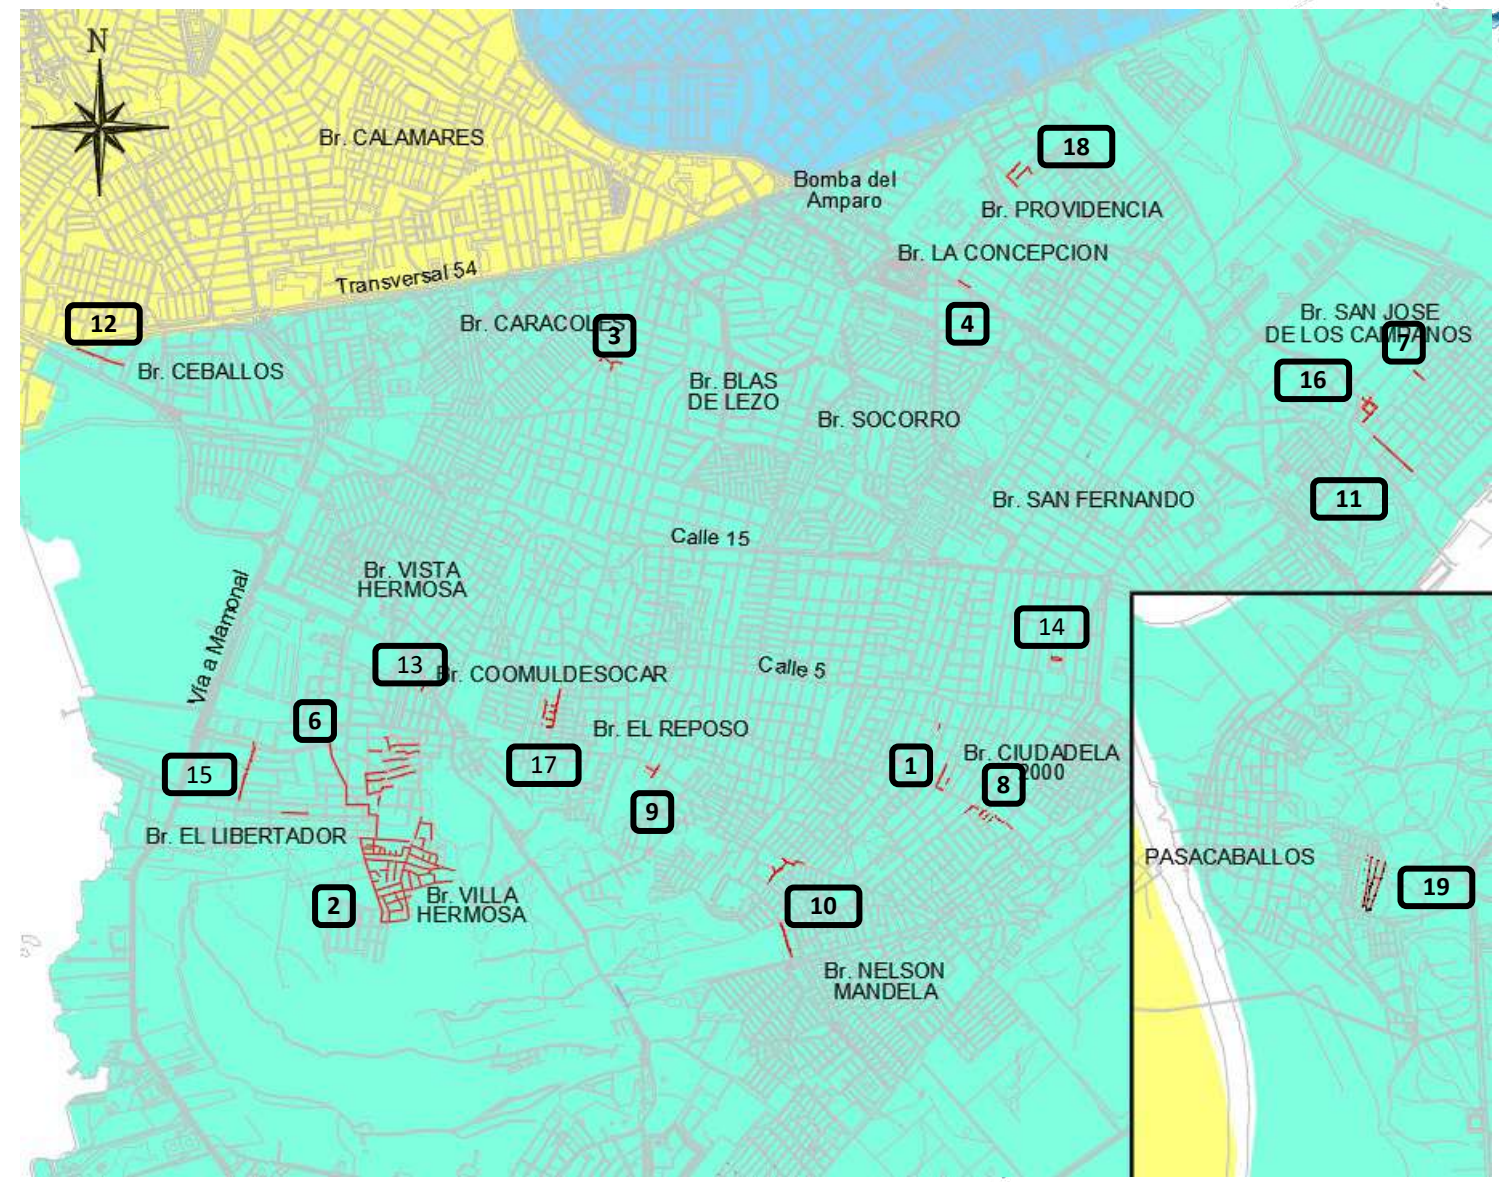 N
Br. CALAMARES
18
Bomba del
Amparo
Br. PROVIDENCIA
Br. LA CONCEPCION
Transversal 54
12
Br. CARACOLES
3
4
Br. SAN JOSE
DE LOS CAMPANOS
7
Br. CEBALLOS
Br. BLAS
DE LEZO
16
Br. SOCORRO
Br. SAN FERNANDO
11
Calle 15
Br. VISTA
HERMOSA
Vía a Mamonal
14
13
Br. COOMULDESOCAR
Calle 5
6
Br. EL REPOSO
15
17
1
Br. CIUDADELA
2000
8
9
Br. EL LIBERTADOR
PASACABALLOS
19
2
Br. VILLA
HERMOSA
10
Br. NELSON
MANDELA